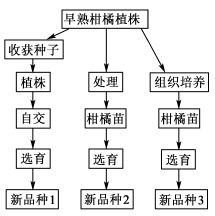 早熟柑橘植株
收获种子
植株 处理 组织培养
自交 柑橘苗 柑橘苗
选育 选育 选育
新品种1 新品种2 新品种3